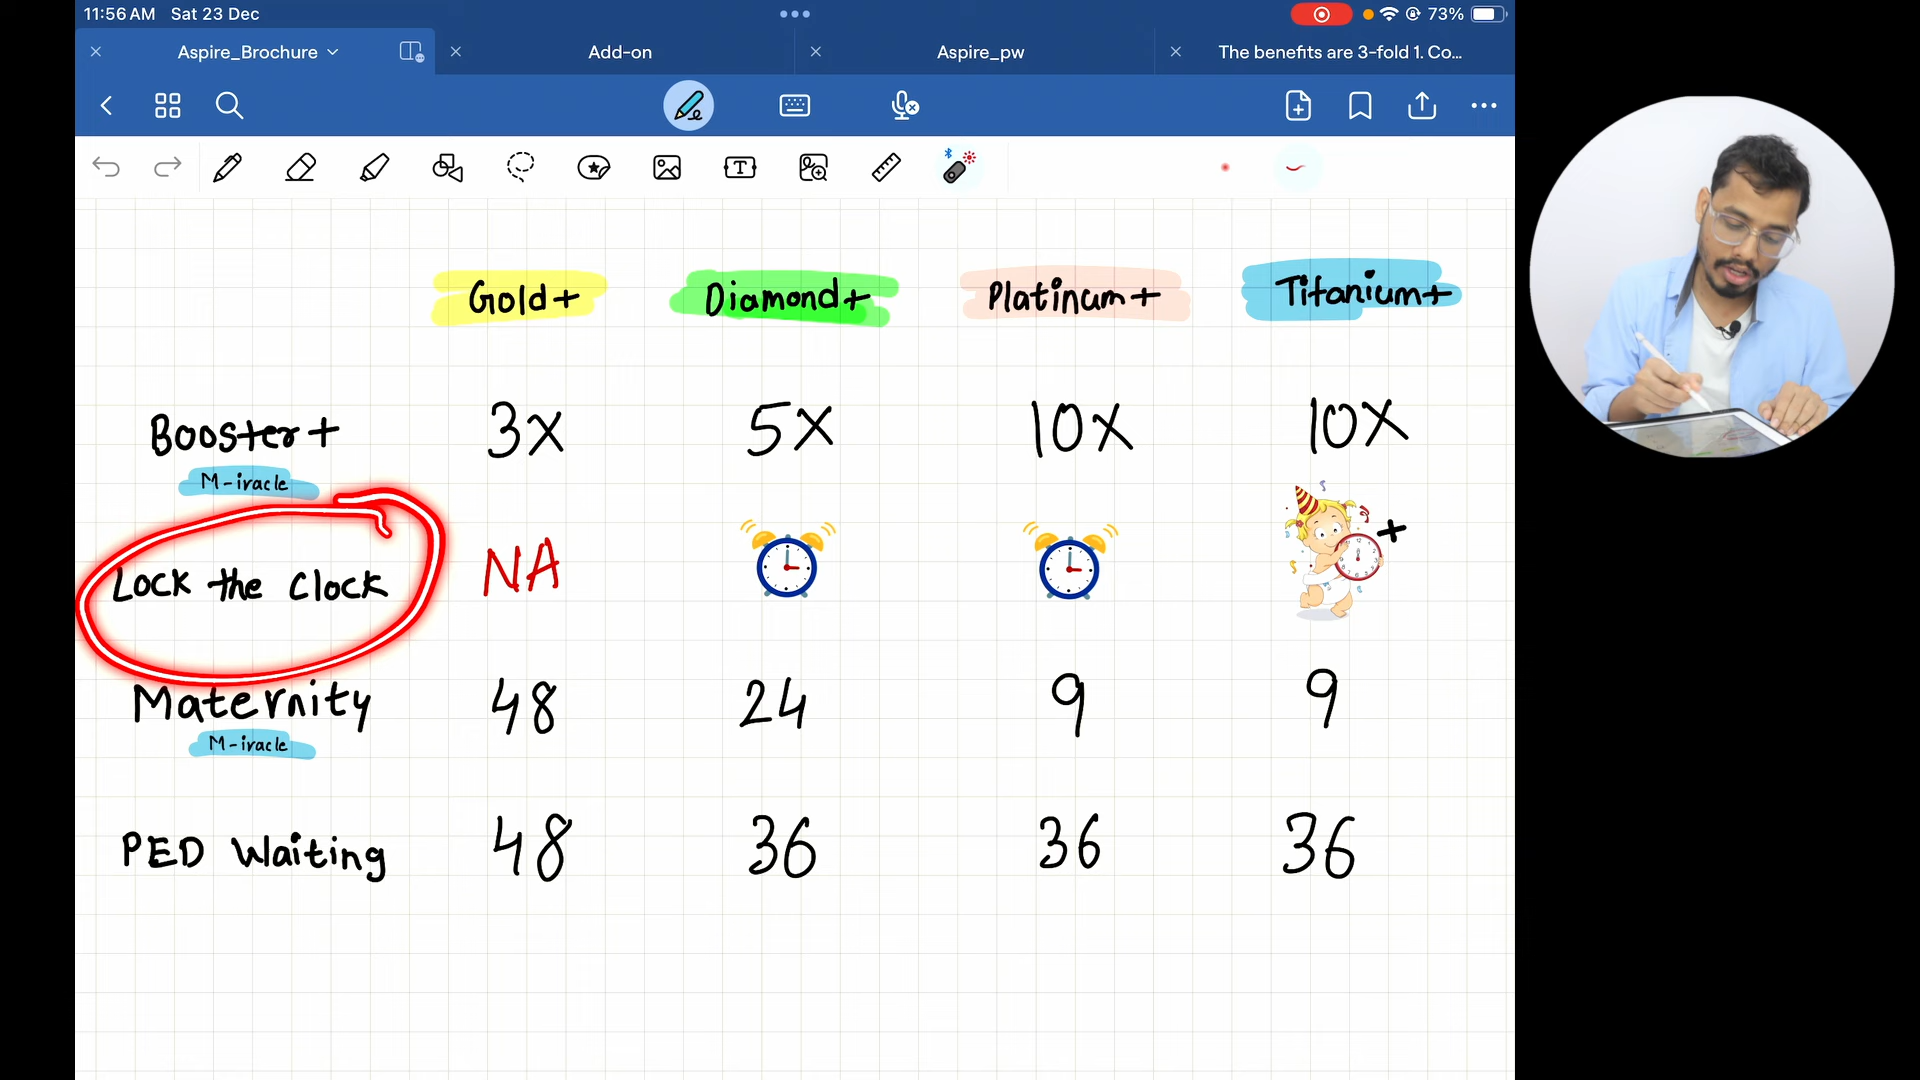 11:56 AM Sat 23 Dec 73%
Aspire_Brochure Add-on Aspire_pw The benefits are 3-fold 1. Co...
Gold+ Diamond+ Platinum+ Titanium+
Booster+ 3X 5X 10X 10X
M-iracle
Lock the Clock NA +
Maternity 48 24 9 9
M-iracle
PED Waiting 48 36 36 36